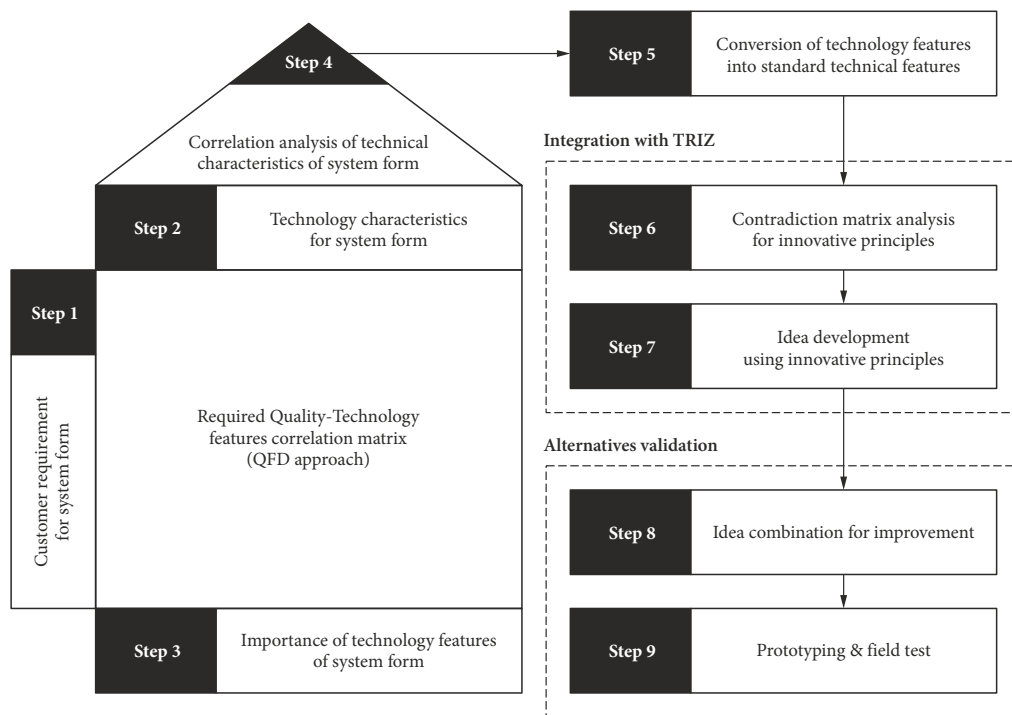 Step 4
Correlation analysis of technical
characteristics of system form
Step 2
Technology characteristics
for system form
Step 1
Customer requirement
for system form
Required Quality-Technology
features correlation matrix
(QFD approach)
Step 3
Importance of technology features
of system form
Step 5
Conversion of technology features
into standard technical features
Integration with TRIZ
Step 6
Contradiction matrix analysis
for innovative principles
Step 7
Idea development
using innovative principles
Alternatives validation
Step 8
Idea combination for improvement
Step 9
Prototyping & field test